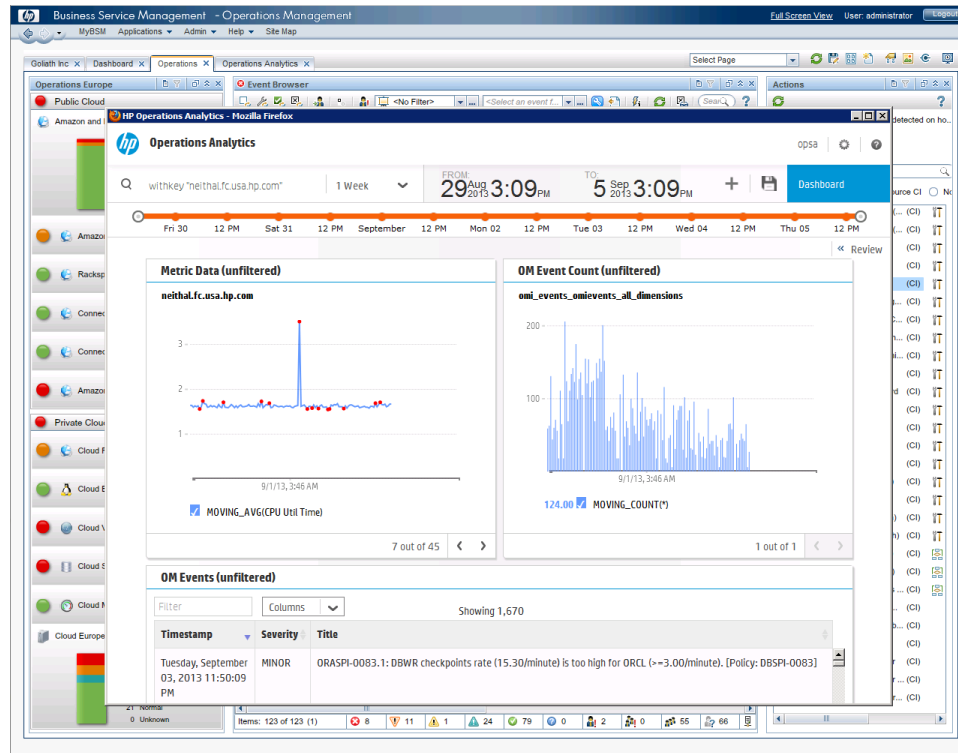 Business Service Management - Operations Management
Full Screen View User: administrator Logout
MyBSM Applications Admin Help Site Map
Goliath Inc Dashboard Operations Operations Analytics
Select Page
Operations Europe
Event Browser
Actions
Public Cloud
<No Filter> ... <Select an event f... ...
Amazon and
detected on ho..
HP Operations Analytics - Mozilla Firefox
hp Operations Analytics
opsa
withkey "neithal.fc.usa.hp.com" 1 Week
FROM: 29 Aug 2013 3:09 PM
TO: 5 Sep 2013 3:09 PM
Dashboard
Fri 30 12 PM Sat 31 12 PM September 12 PM Mon 02 12 PM Tue 03 12 PM Wed 04 12 PM Thu 05 12 PM
« Review
Metric Data (unfiltered)
neithal.fc.usa.hp.com
3
2
1
9/1/13, 3:46 AM
MOVING_AVG(CPU Util Time)
7 out of 45
OM Event Count (unfiltered)
omi_events_omievents_all_dimensions
200
100
9/1/13, 3:46 AM
124.00 MOVING_COUNT(*)
1 out of 1
OM Events (unfiltered)
Filter Columns Showing 1,670
Timestamp Severity Title
Tuesday, September 03, 2013 11:50:09 PM
MINOR
ORASPI-0083.1: DBWR checkpoints rate (15.30/minute) is too high for ORCL (>=3.00/minute). [Policy: DBSPI-0083]
Private Cloud
Cloud Europe
21 Normal
0 Unknown
Items: 123 of 123 (1) 8 11 1 24 79 0 2 0 55 66